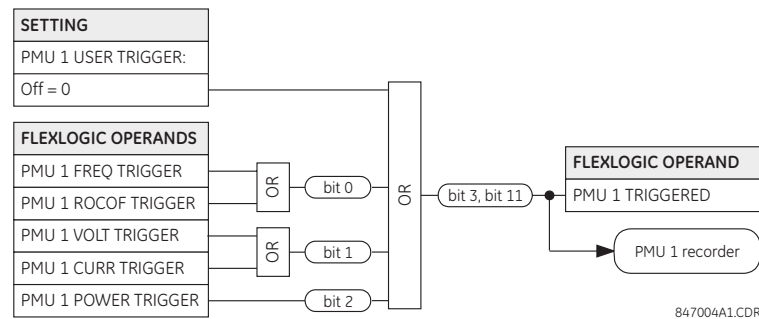 SETTING
PMU 1 USER TRIGGER:
Off = 0
FLEXLOGIC OPERANDS
PMU 1 FREQ TRIGGER
PMU 1 ROCOF TRIGGER
PMU 1 VOLT TRIGGER
PMU 1 CURR TRIGGER
PMU 1 POWER TRIGGER
OR
bit 0
OR
bit 1
bit 2
OR
bit 3, bit 11
FLEXLOGIC OPERAND
PMU 1 TRIGGERED
PMU 1 recorder
847004A1.CDR